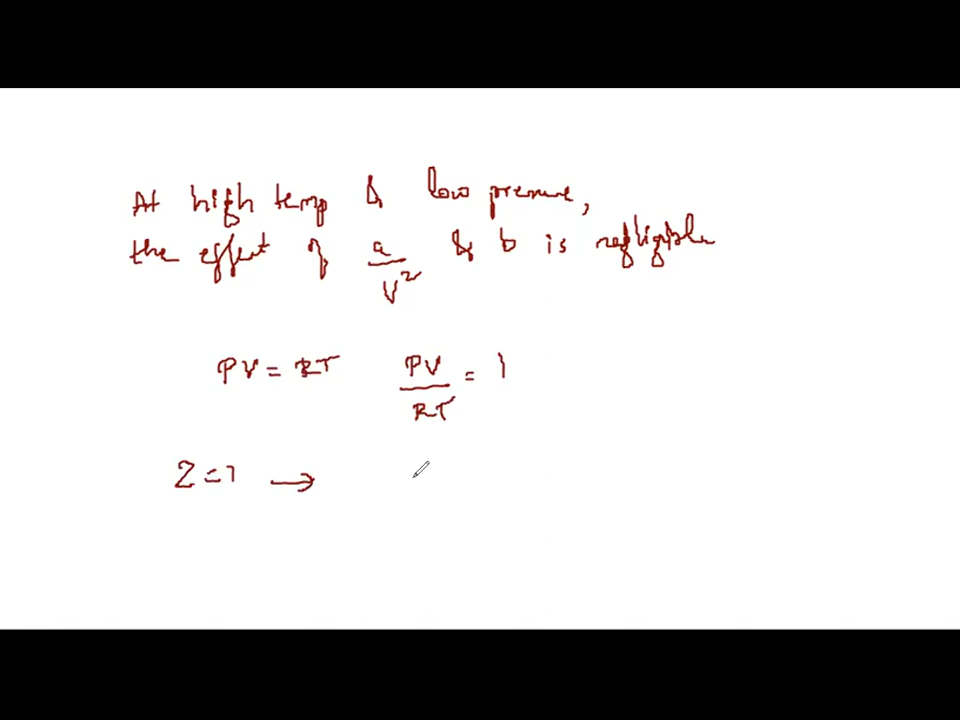 At high temp & low pressure,
the effect of a/V² & b is negligible
PV = RT PV/RT = 1
Z = 1 →